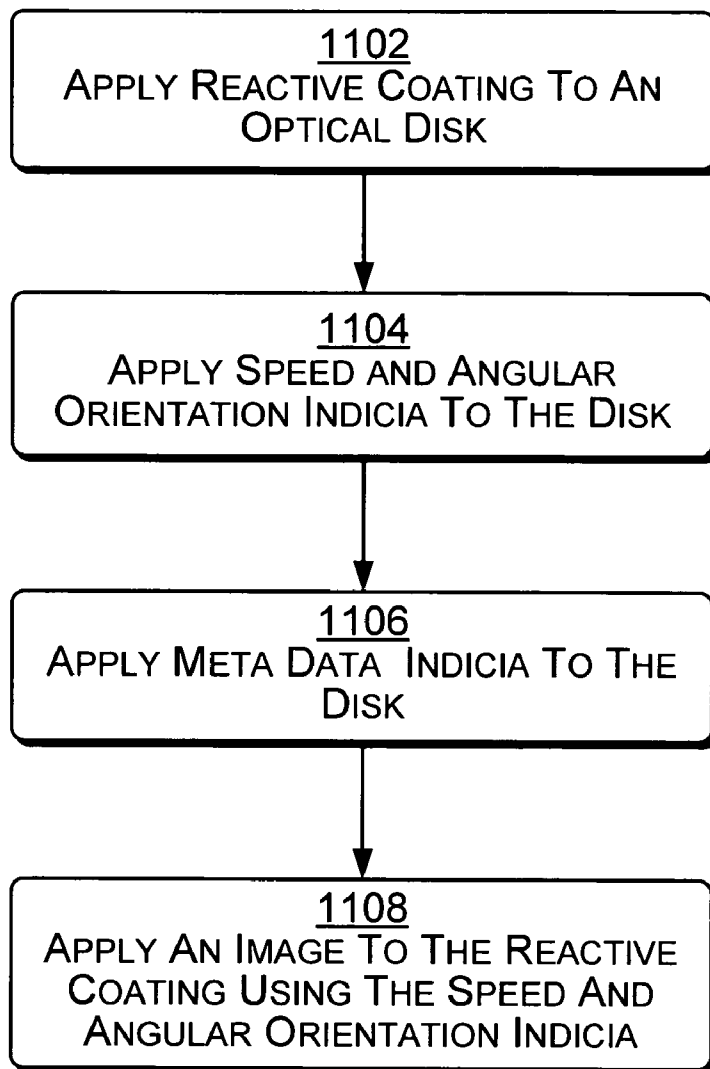 1102
APPLY REACTIVE COATING TO AN
OPTICAL DISK
1104
APPLY SPEED AND ANGULAR
ORIENTATION INDICIA TO THE DISK
1106
APPLY META DATA INDICIA TO THE
DISK
1108
APPLY AN IMAGE TO THE REACTIVE
COATING USING THE SPEED AND
ANGULAR ORIENTATION INDICIA